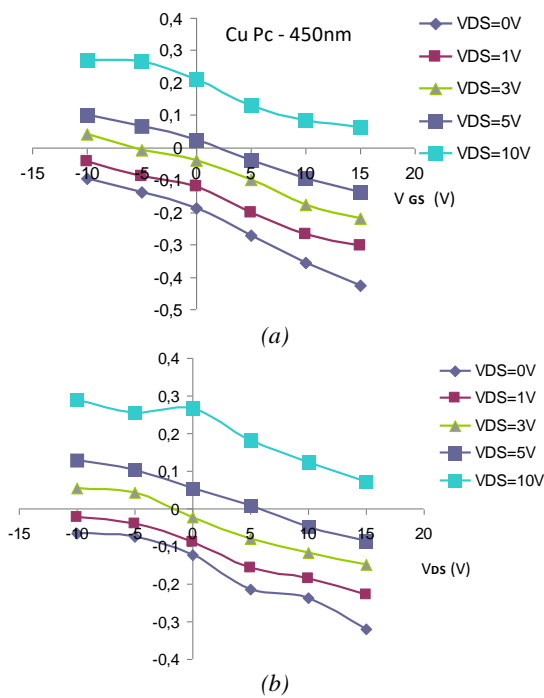 (a)
Cu Pc - 450nm
0,4
0,3
0,2
0,1
0
-0,1
-0,2
-0,3
-0,4
-0,5
-15
-10
-5
0
5
10
15
20
V GS (V)
VDS=0V
VDS=1V
VDS=3V
VDS=5V
VDS=10V
(a)
0,4
0,3
0,2
0,1
0
-0,1
-0,2
-0,3
-0,4
-15
-10
-5
0
5
10
15
20
VDS (V)
VDS=0V
VDS=1V
VDS=3V
VDS=5V
VDS=10V
(b)